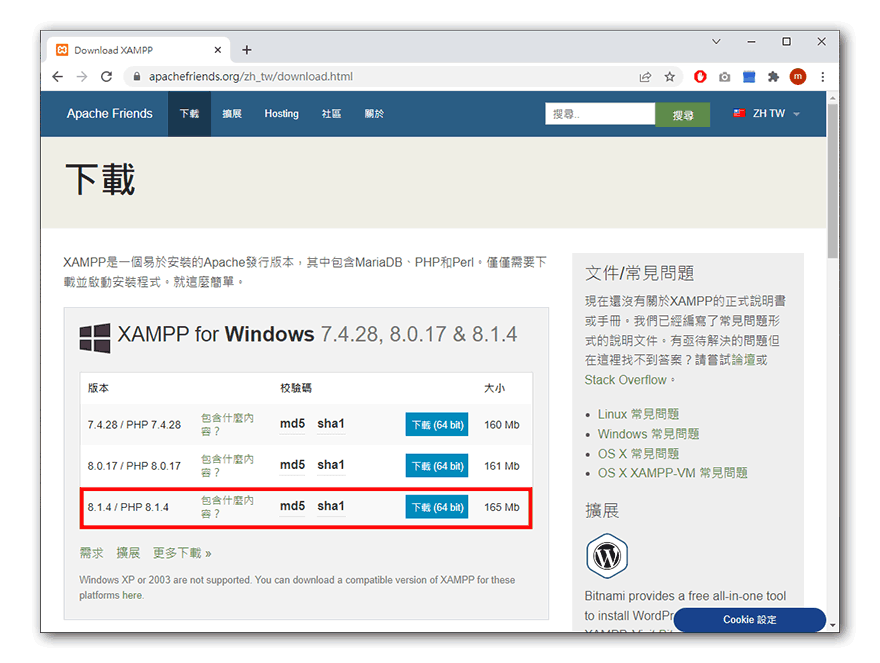 Download XAMPP
apachefriends.org/zh_tw/download.html
m
Apache Friends 下載 擴展 Hosting 社區 關於 搜尋.. 搜尋 ZH TW
下載
XAMPP是一個易於安裝的Apache發行版本，其中包含MariaDB、PHP和Perl。僅僅需要下
載並啟動安裝程式。就這麼簡單。
XAMPP for Windows 7.4.28, 8.0.17 & 8.1.4
版本 校驗碼 大小
7.4.28 / PHP 7.4.28 包含什麼內
容？ md5 sha1 下載 (64 bit) 160 Mb
8.0.17 / PHP 8.0.17 包含什麼內
容？ md5 sha1 下載 (64 bit) 161 Mb
8.1.4 / PHP 8.1.4 包含什麼內
容？ md5 sha1 下載 (64 bit) 165 Mb
需求 擴展 更多下載 »
Windows XP or 2003 are not supported. You can download a compatible version of XAMPP for these
platforms here.
文件/常見問題
現在還沒有關於XAMPP的正式說明書
或手冊。我們已經編寫了常見問題形
式的說明文件。有亟待解決的問題但
在這裡找不到答案？請嘗試論壇或
Stack Overflow。
Linux 常見問題
Windows 常見問題
OS X 常見問題
OS X XAMPP-VM 常見問題
擴展
Bitnami provides a free all-in-one tool
to install WordPr
Cookie 設定